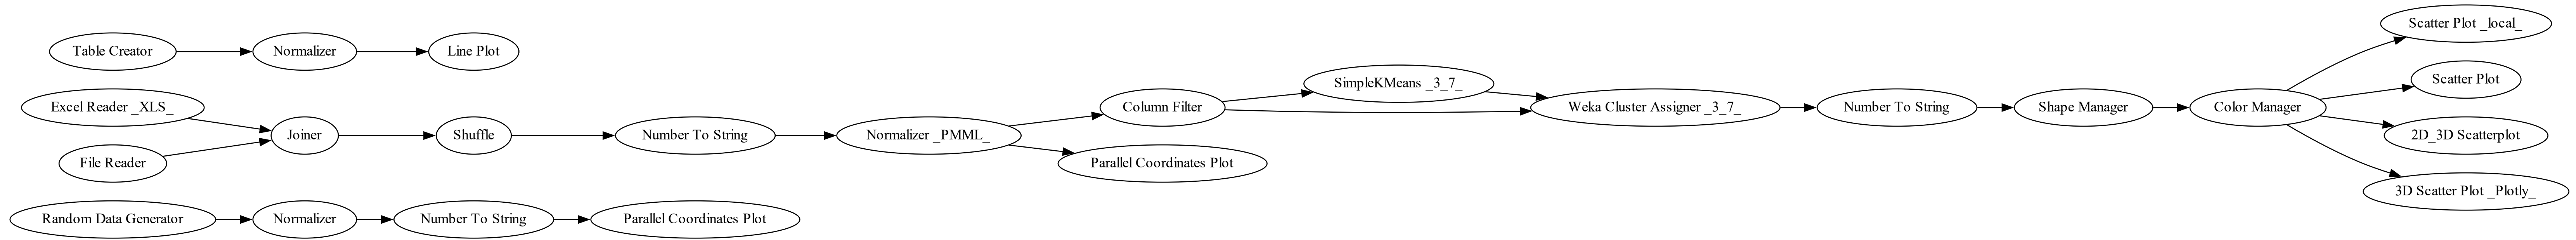 Table Creator
Normalizer
Line Plot
Excel Reader _XLS_
File Reader
Joiner
Shuffle
Number To String
Normalizer _PMML_
Column Filter
Parallel Coordinates Plot
SimpleKMeans _3_7_
Weka Cluster Assigner _3_7_
Number To String
Shape Manager
Color Manager
Scatter Plot _local_
Scatter Plot
2D_3D Scatterplot
3D Scatter Plot _Plotly_
Random Data Generator
Normalizer
Number To String
Parallel Coordinates Plot